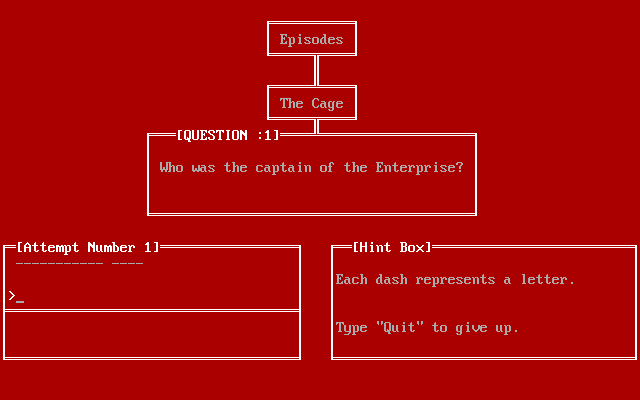 Episodes
The Cage
[QUESTION :1]
Who was the captain of the Enterprise?
[Attempt Number 1]
----------- ----
>_
[Hint Box]
Each dash represents a letter.
Type "Quit" to give up.